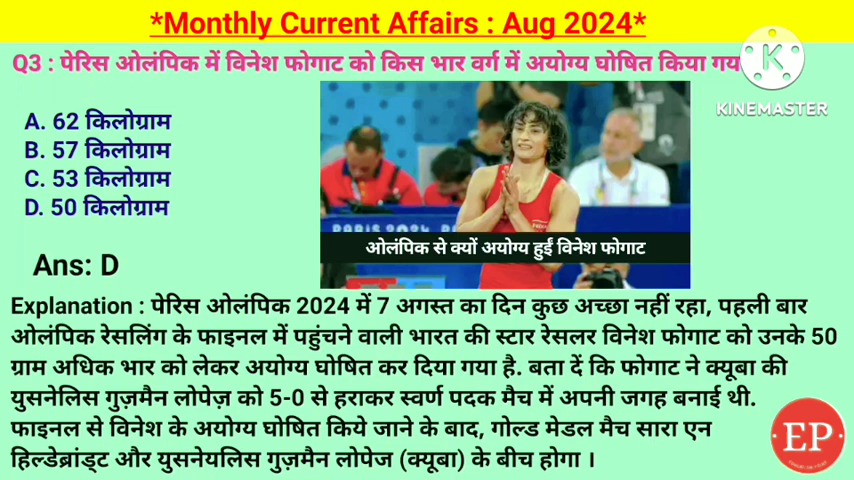 *Monthly Current Affairs : Aug 2024*
Q3 : पेरिस ओलंपिक में विनेश फोगाट को किस भार वर्ग में अयोग्य घोषित किया गय
KINEMASTER
A. 62 किलोग्राम
B. 57 किलोग्राम
C. 53 किलोग्राम
D. 50 किलोग्राम
PARIS 2024
ओलंपिक से क्यों अयोग्य हुईं विनेश फोगाट
Ans: D
Explanation : पेरिस ओलंपिक 2024 में 7 अगस्त का दिन कुछ अच्छा नहीं रहा, पहली बार
ओलंपिक रेसलिंग के फाइनल में पहुंचने वाली भारत की स्टार रेसलर विनेश फोगाट को उनके 50
ग्राम अधिक भार को लेकर अयोग्य घोषित कर दिया गया है. बता दें कि फोगाट ने क्यूबा की
युसनेलिस गुज़मैन लोपेज़ को 5-0 से हराकर स्वर्ण पदक मैच में अपनी जगह बनाई थी.
फाइनल से विनेश के अयोग्य घोषित किये जाने के बाद, गोल्ड मेडल मैच सारा एन
हिल्डेब्रांड्ट और युसनेयलिस गुज़मैन लोपेज (क्यूबा) के बीच होगा ।
EP